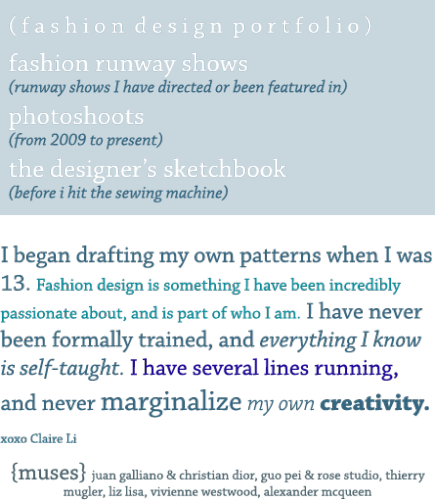 (fashion design portfolio)
fashion runway shows
(runway shows I have directed or been featured in)
photoshoots
(from 2009 to present)
the designer's sketchbook
(before i hit the sewing machine)
I began drafting my own patterns when I was
13. Fashion design is something I have been incredibly
passionate about, and is part of who I am. I have never
been formally trained, and everything I know
is self-taught. I have several lines running,
and never marginalize my own creativity.
xoxo Claire Li
{muses} juan galliano & christian dior, guo pei & rose studio, thierry
mugler, liz lisa, vivienne westwood, alexander mcqueen